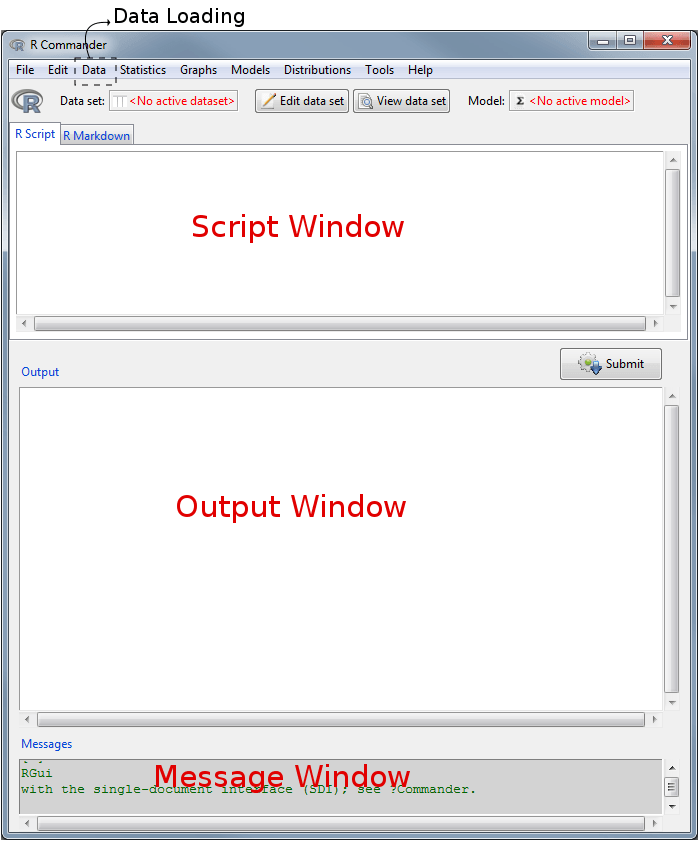 Data Loading
R Commander
File Edit Data Statistics Graphs Models Distributions Tools Help
R Data set: <No active dataset> Edit data set View data set Model: Σ <No active model>
R Script R Markdown
Script Window
Submit
Output
Output Window
Messages
RGui
Message Window
with the single-document interface (SDI); see ?Commander.